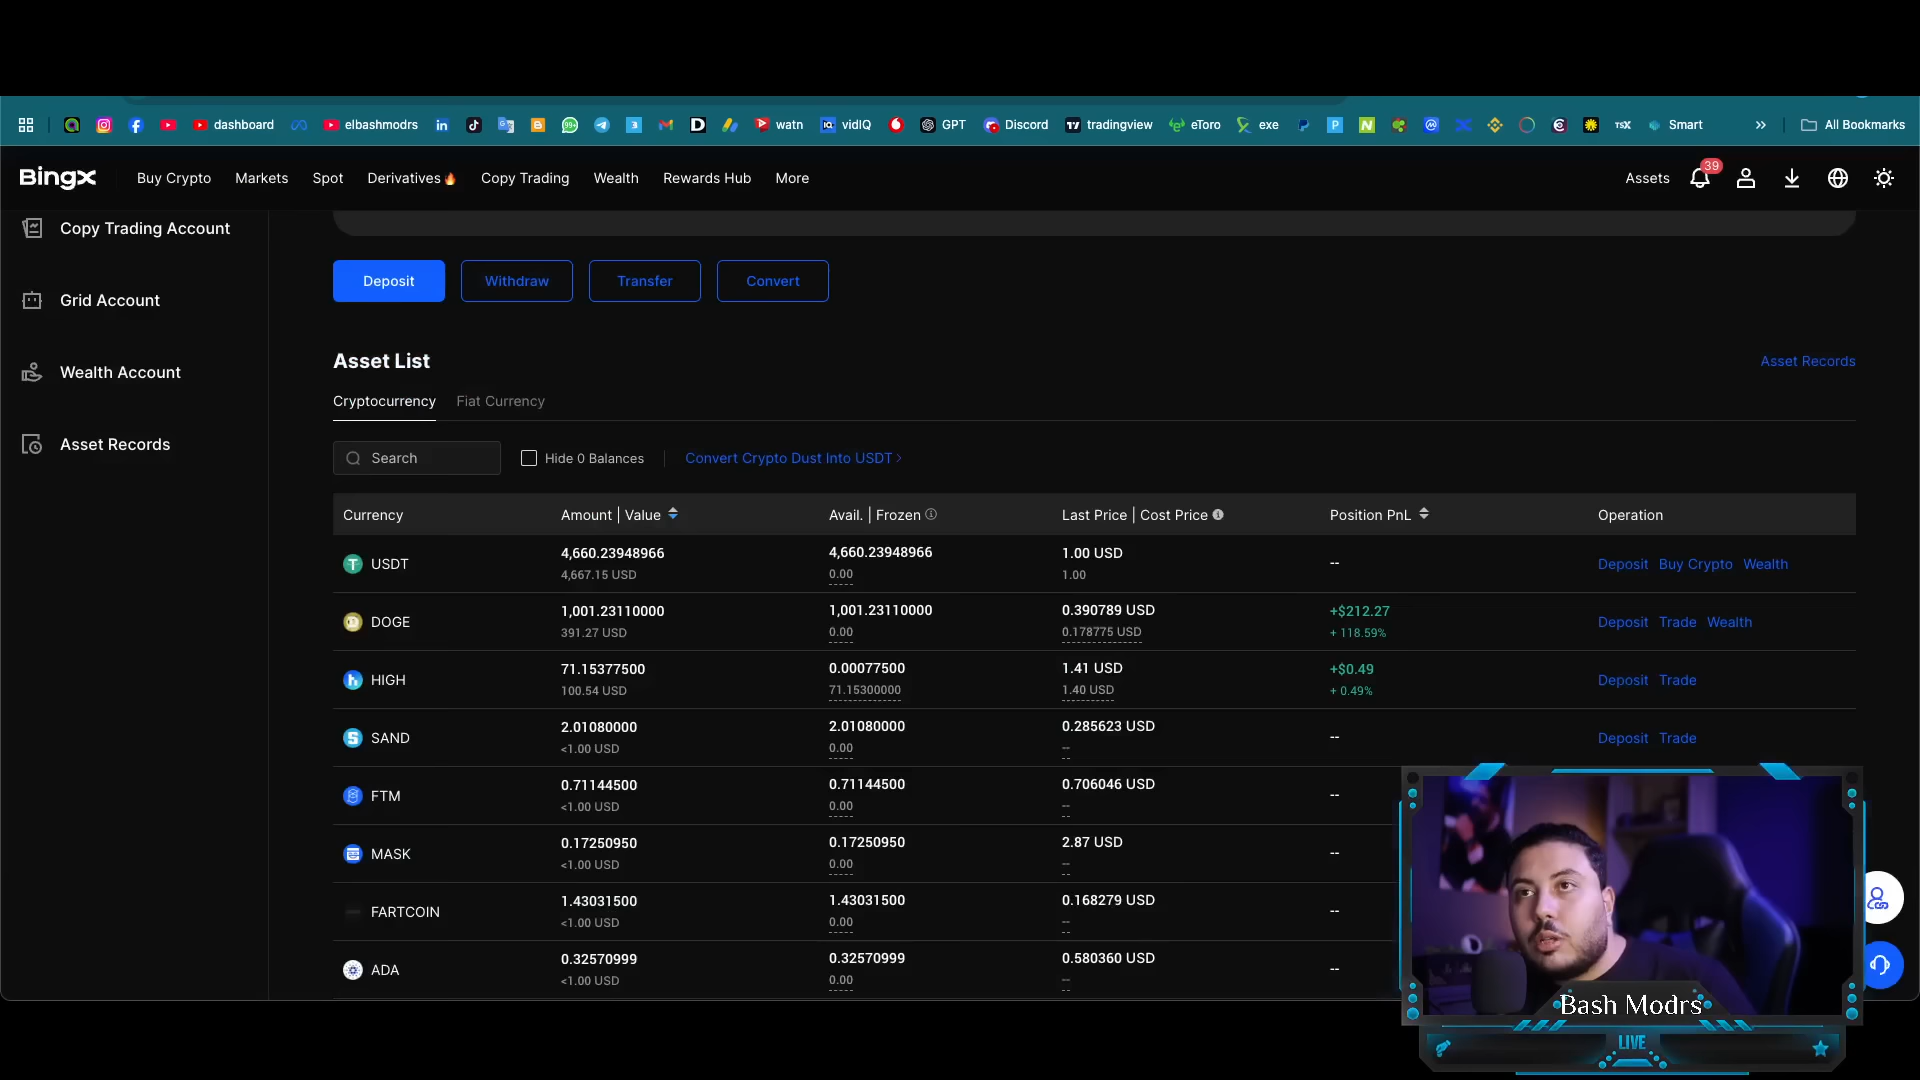 dashboard elbashmodrs 99+ watn vidIQ GPT Discord tradingview eToro exe TSX Smart All Bookmarks
BingX Buy Crypto Markets Spot Derivatives Copy Trading Wealth Rewards Hub More Assets 39
Copy Trading Account
Grid Account
Wealth Account
Asset Records
Deposit Withdraw Transfer Convert
Asset List Asset Records
Cryptocurrency Fiat Currency
Search Hide 0 Balances Convert Crypto Dust Into USDT >
Currency Amount | Value Avail. | Frozen Last Price | Cost Price Position PnL Operation
USDT 4,660.23948966 4,660.23948966 1.00 USD -- Deposit Buy Crypto Wealth
4,667.15 USD 0.00 1.00
DOGE 1,001.23110000 1,001.23110000 0.390789 USD +$212.27 Deposit Trade Wealth
391.27 USD 0.00 0.178775 USD + 118.59%
HIGH 71.15377500 0.00077500 1.41 USD +$0.49 Deposit Trade
100.54 USD 71.15300000 1.40 USD + 0.49%
SAND 2.01080000 2.01080000 0.285623 USD -- Deposit Trade
<1.00 USD 0.00 --
FTM 0.71144500 0.71144500 0.706046 USD --
<1.00 USD 0.00 --
MASK 0.17250950 0.17250950 2.87 USD --
<1.00 USD 0.00 --
FARTCOIN 1.43031500 1.43031500 0.168279 USD --
<1.00 USD 0.00 --
ADA 0.32570999 0.32570999 0.580360 USD --
<1.00 USD 0.00 --
Bash Modrs
LIVE